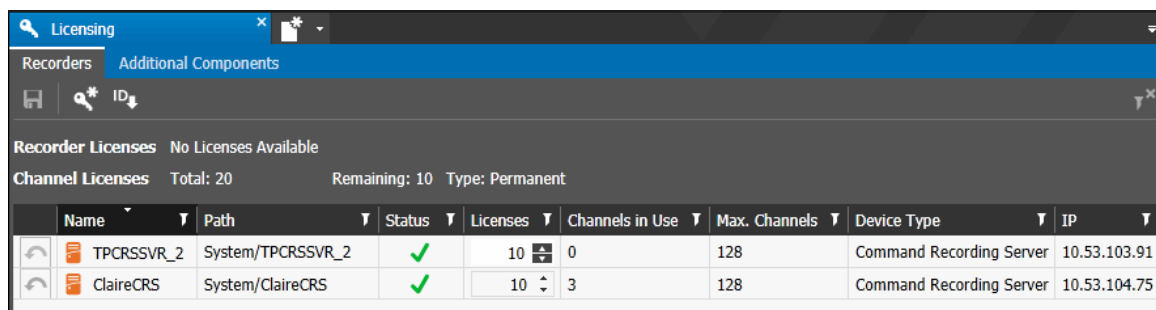 Licensing
Recorders Additional Components
ID
Recorder Licenses No Licenses Available
Channel Licenses Total: 20 Remaining: 10 Type: Permanent
Name Path Status Licenses Channels in Use Max. Channels Device Type IP
TPCRSSVR_2 System/TPCRSSVR_2 10 0 128 Command Recording Server 10.53.103.91
ClaireCRS System/ClaireCRS 10 3 128 Command Recording Server 10.53.104.75